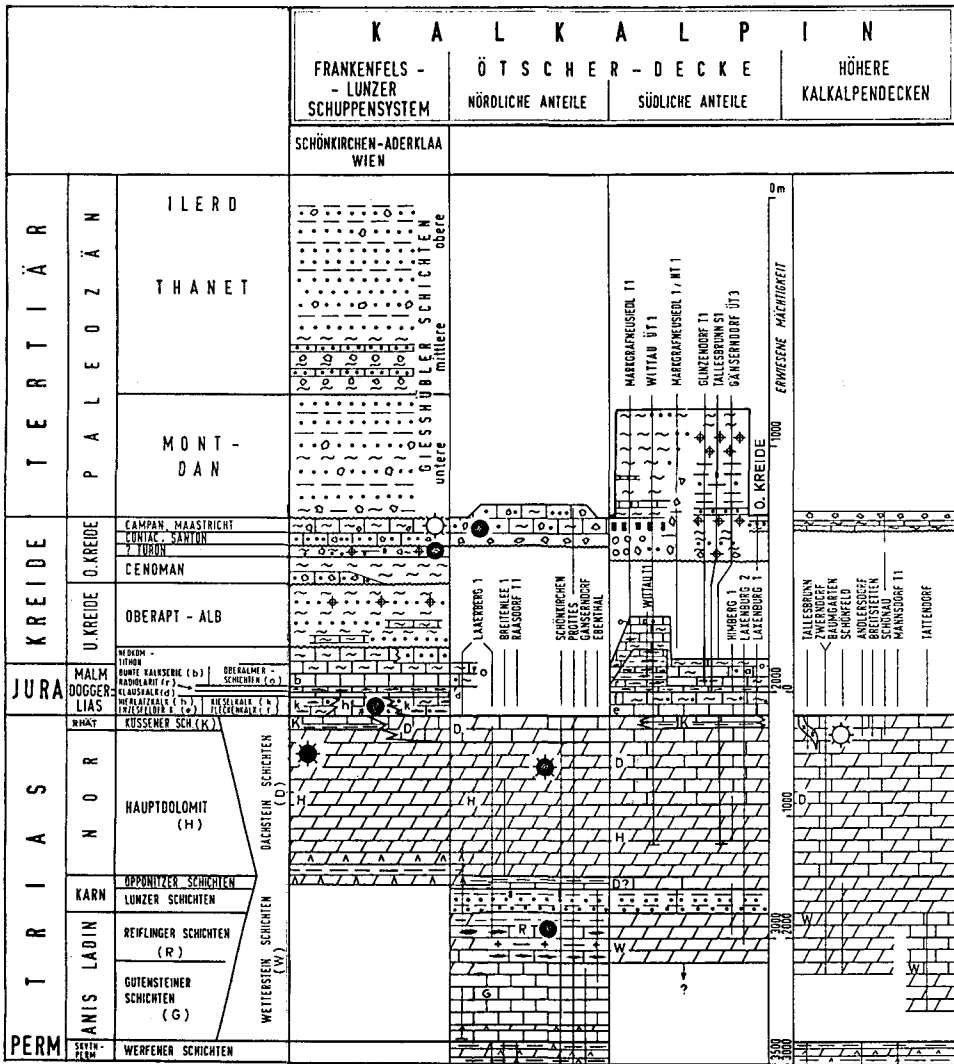 K A L K A L P I N
FRANKENFELS -
- LUNZER
SCHUPPENSYSTEM
ÖTSCHER-DECKE
NÖRDLICHE ANTEILE
SÜDLICHE ANTEILE
HÖHERE
KALKALPENDECKEN
SCHÖNKIRCHEN-ADERKLAA
WIEN
TERTIÄR
PALEOZÄN
ILERD
THANET
MONT-
DAN
GIESSHÜBLER SCHICHTEN
obere
mittlere
untere
KREIDE
O.KREIDE
CAMPAN, MAASTRICHT
CONIAC, SANTON
? TURON
CENOMAN
U.KREIDE
OBERAPT - ALB
NEOKOM -
TITHON
JURA
MALM
DOGGER
LIAS
BUNTE KALKSERIE (b)
RADIOLARIT (r)
KLAUSKALK (d)
OBERALMER-
SCHICHTEN (o)
HIERLATZKALK (h)
ENZESFELDER K. (e)
KIESELKALK (k)
FLECKENKALK (f)
TRIAS
RHÄT
KÖSSENER SCH. (K)
NOR
HAUPTDOLOMIT
(H)
DACHSTEIN SCHICHTEN
(D)
KARN
OPPONITZER SCHICHTEN
LUNZER SCHICHTEN
LADIN
REIFLINGER SCHICHTEN
(R)
ANIS
GUTENSTEINER
SCHICHTEN
(G)
WETTERSTEIN SCHICHTEN
(W)
PERM
SKYTH-
PERM
WERFENER SCHICHTEN
b
k
h
k
K
D
H
LAAERBERG 1
BREITENLEE 1
RAASDORF T1
SCHÖNKIRCHEN
PROTTES
GÄNSERNDORF
EBENTHAL
D
H
R
G
MARKGRAFNEUSIEDL T1
WITTAU ÜT 1
MARKGRAFNEUSIEDL 1, NT 1
GLINZENDORF T1
TALLESBRUNN S1
GÄNSERNDORF ÜT3
O. KREIDE
WITTAU T1
HIMBERG 1
LAXENBURG 2
LAXENBURG 1
e
K
D
H
D?
W
?
0m
ERWIESENE MÄCHTIGKEIT
1000
2000
0
1000
3000
2000
3500
3000
TALLESBRUNN
ZWERNDORF
BAUMGARTEN
SCHÖNFELD
ANDLERSDORF
BREITSTETTEN
SCHÖNAU
MANNSDORF T1
TATTENDORF
D
W
W